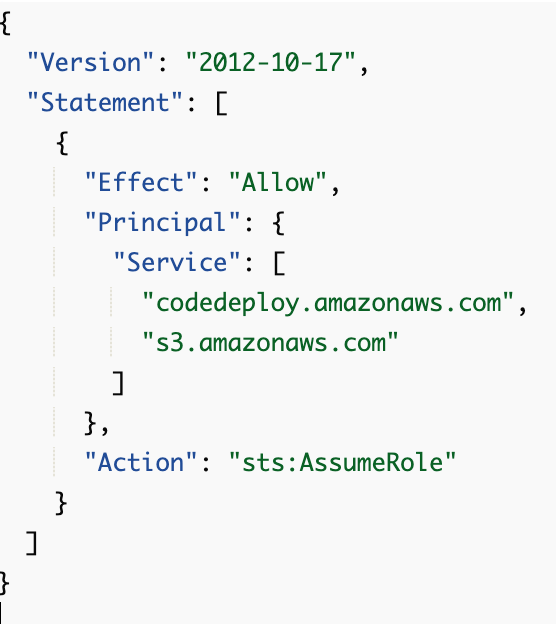 {
  "Version": "2012-10-17",
  "Statement": [
    {
      "Effect": "Allow",
      "Principal": {
        "Service": [
          "codedeploy.amazonaws.com",
          "s3.amazonaws.com"
        ]
      },
      "Action": "sts:AssumeRole"
    }
  ]
}